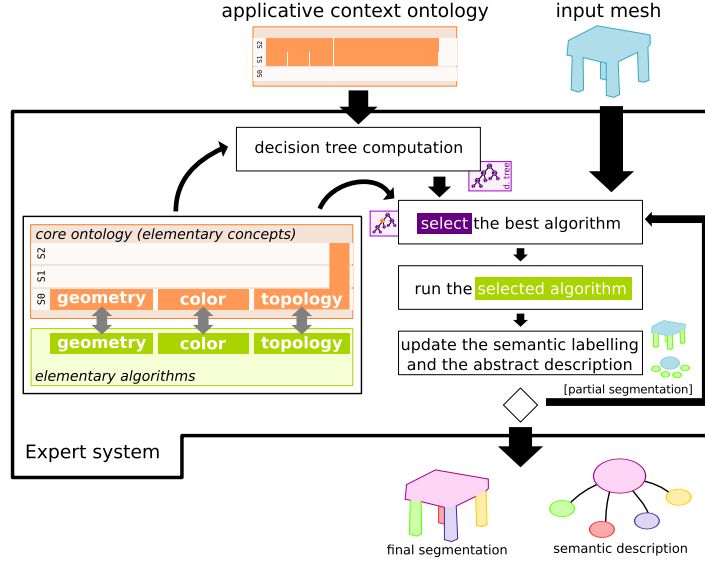 applicative context ontology
input mesh
S2
S1
S0
decision tree computation
d. tree
select the best algorithm
core ontology (elementary concepts)
S2
S1
S0
geometry color topology
geometry color topology
elementary algorithms
run the selected algorithm
update the semantic labelling
and the abstract description
[partial segmentation]
Expert system
final segmentation
semantic description